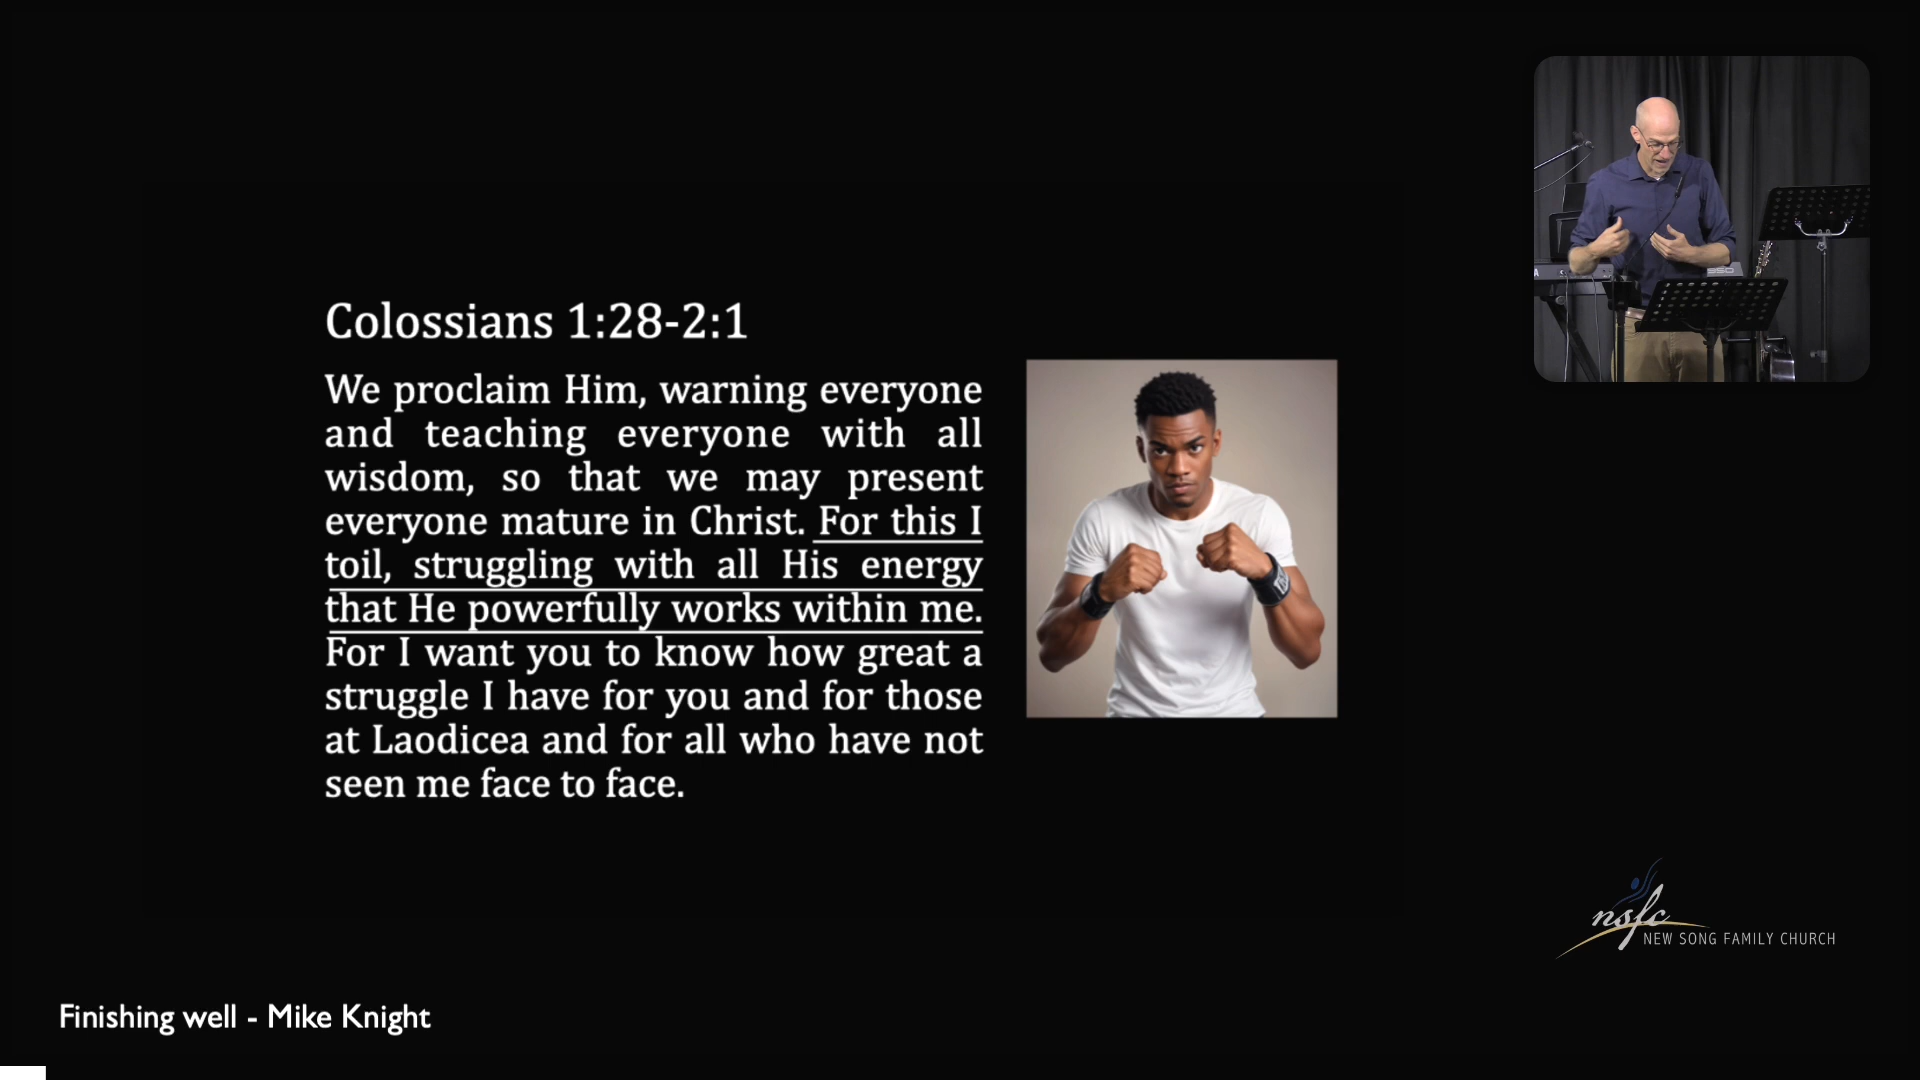 Colossians 1:28-2:1
We proclaim Him, warning everyone
and teaching everyone with all
wisdom, so that we may present
everyone mature in Christ. For this I
toil, struggling with all His energy
that He powerfully works within me.
For I want you to know how great a
struggle I have for you and for those
at Laodicea and for all who have not
seen me face to face.
nsfc
NEW SONG FAMILY CHURCH
Finishing well - Mike Knight